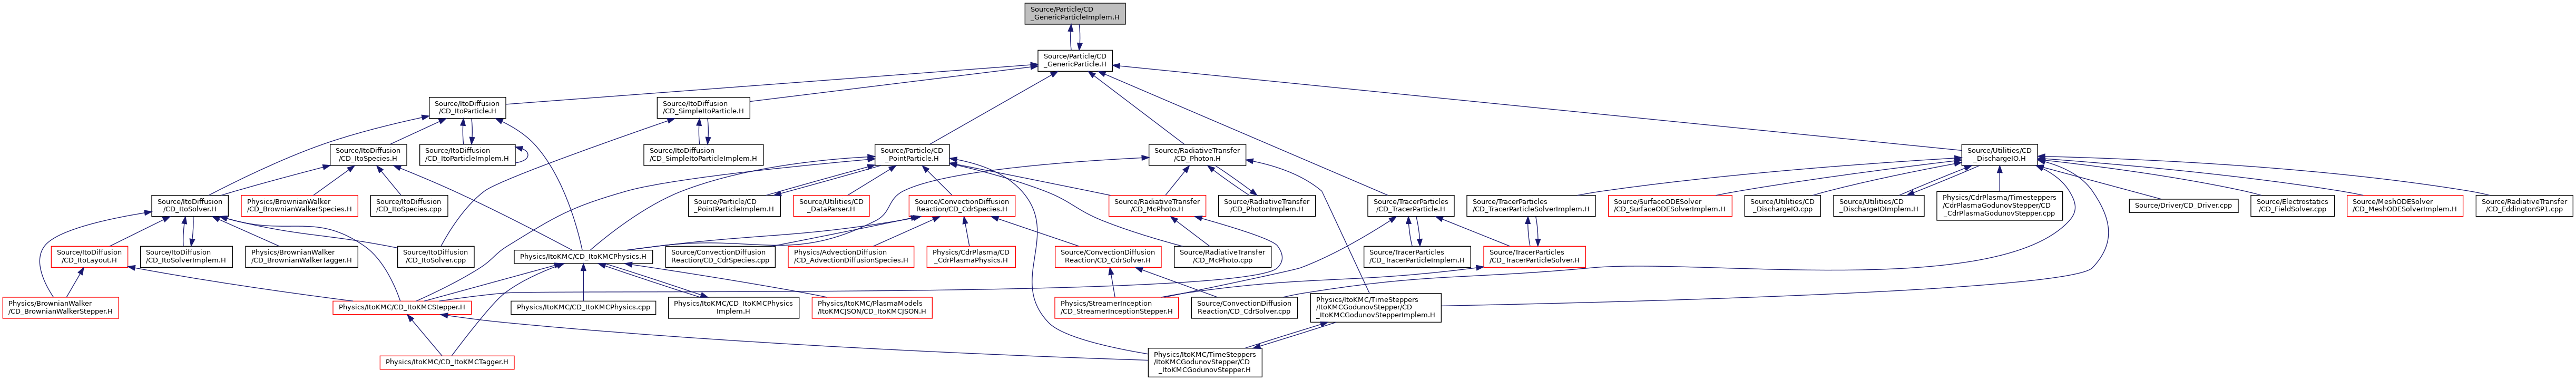 Source/Particle/CD
_GenericParticleImplem.H
Source/Particle/CD
_GenericParticle.H
Source/ItoDiffusion
/CD_ItoParticle.H
Source/ItoDiffusion
/CD_SimpleItoParticle.H
Source/ItoDiffusion
/CD_ItoSpecies.H
Source/ItoDiffusion
/CD_ItoParticleImplem.H
Source/ItoDiffusion
/CD_SimpleItoParticleImplem.H
Source/Particle/CD
_PointParticle.H
Source/RadiativeTransfer
/CD_Photon.H
Source/Utilities/CD
_DischargeIO.H
Source/ItoDiffusion
/CD_ItoSolver.H
Physics/BrownianWalker
/CD_BrownianWalkerSpecies.H
Source/ItoDiffusion
/CD_ItoSpecies.cpp
Source/Particle/CD
_PointParticleImplem.H
Source/Utilities/CD
_DataParser.H
Source/ConvectionDiffusion
Reaction/CD_CdrSpecies.H
Source/RadiativeTransfer
/CD_McPhoto.H
Source/RadiativeTransfer
/CD_PhotonImplem.H
Source/TracerParticles
/CD_TracerParticle.H
Source/TracerParticles
/CD_TracerParticleSolverImplem.H
Source/SurfaceODESolver
/CD_SurfaceODESolverImplem.H
Source/Utilities/CD
_DischargeIO.cpp
Source/Utilities/CD
_DischargeIOImplem.H
Physics/CdrPlasma/Timesteppers
/CdrPlasmaGodunovStepper/CD
_CdrPlasmaGodunovStepper.cpp
Source/Driver/CD_Driver.cpp
Source/Electrostatics
/CD_FieldSolver.cpp
Source/MeshODESolver
/CD_MeshODESolverImplem.H
Source/RadiativeTransfer
/CD_EddingtonSP1.cpp
Source/ItoDiffusion
/CD_ItoLayout.H
Source/ItoDiffusion
/CD_ItoSolverImplem.H
Physics/BrownianWalker
/CD_BrownianWalkerTagger.H
Source/ItoDiffusion
/CD_ItoSolver.cpp
Physics/ItoKMC/CD_ItoKMCPhysics.H
Source/ConvectionDiffusion
Reaction/CD_CdrSpecies.cpp
Physics/AdvectionDiffusion
/CD_AdvectionDiffusionSpecies.H
Physics/CdrPlasma/CD
_CdrPlasmaPhysics.H
Source/ConvectionDiffusion
Reaction/CD_CdrSolver.H
Source/RadiativeTransfer
/CD_McPhoto.cpp
Source/TracerParticles
/CD_TracerParticleImplem.H
Source/TracerParticles
/CD_TracerParticleSolver.H
Physics/BrownianWalker
/CD_BrownianWalkerStepper.H
Physics/ItoKMC/CD_ItoKMCStepper.H
Physics/ItoKMC/CD_ItoKMCPhysics.cpp
Physics/ItoKMC/CD_ItoKMCPhysics
Implem.H
Physics/ItoKMC/PlasmaModels
/ItoKMCJSON/CD_ItoKMCJSON.H
Physics/StreamerInception
/CD_StreamerInceptionStepper.H
Source/ConvectionDiffusion
Reaction/CD_CdrSolver.cpp
Physics/ItoKMC/TimeSteppers
/ItoKMCGodunovStepper/CD
_ItoKMCGodunovStepperImplem.H
Physics/ItoKMC/CD_ItoKMCTagger.H
Physics/ItoKMC/TimeSteppers
/ItoKMCGodunovStepper/CD
_ItoKMCGodunovStepper.H